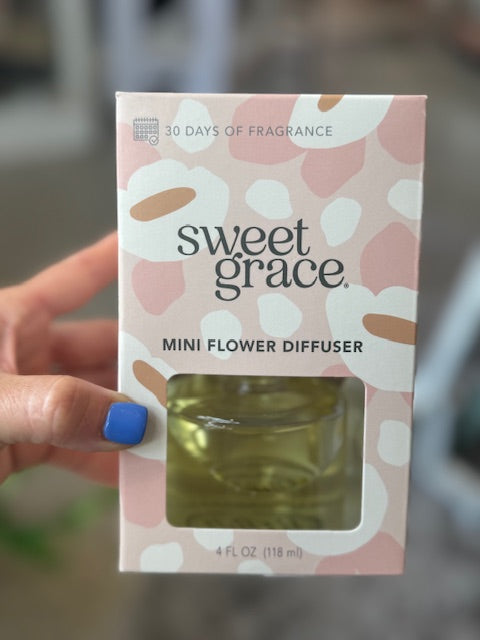 30 DAYS OF FRAGRANCE
sweet
grace®
MINI FLOWER DIFFUSER
4 FL OZ (118 ml)